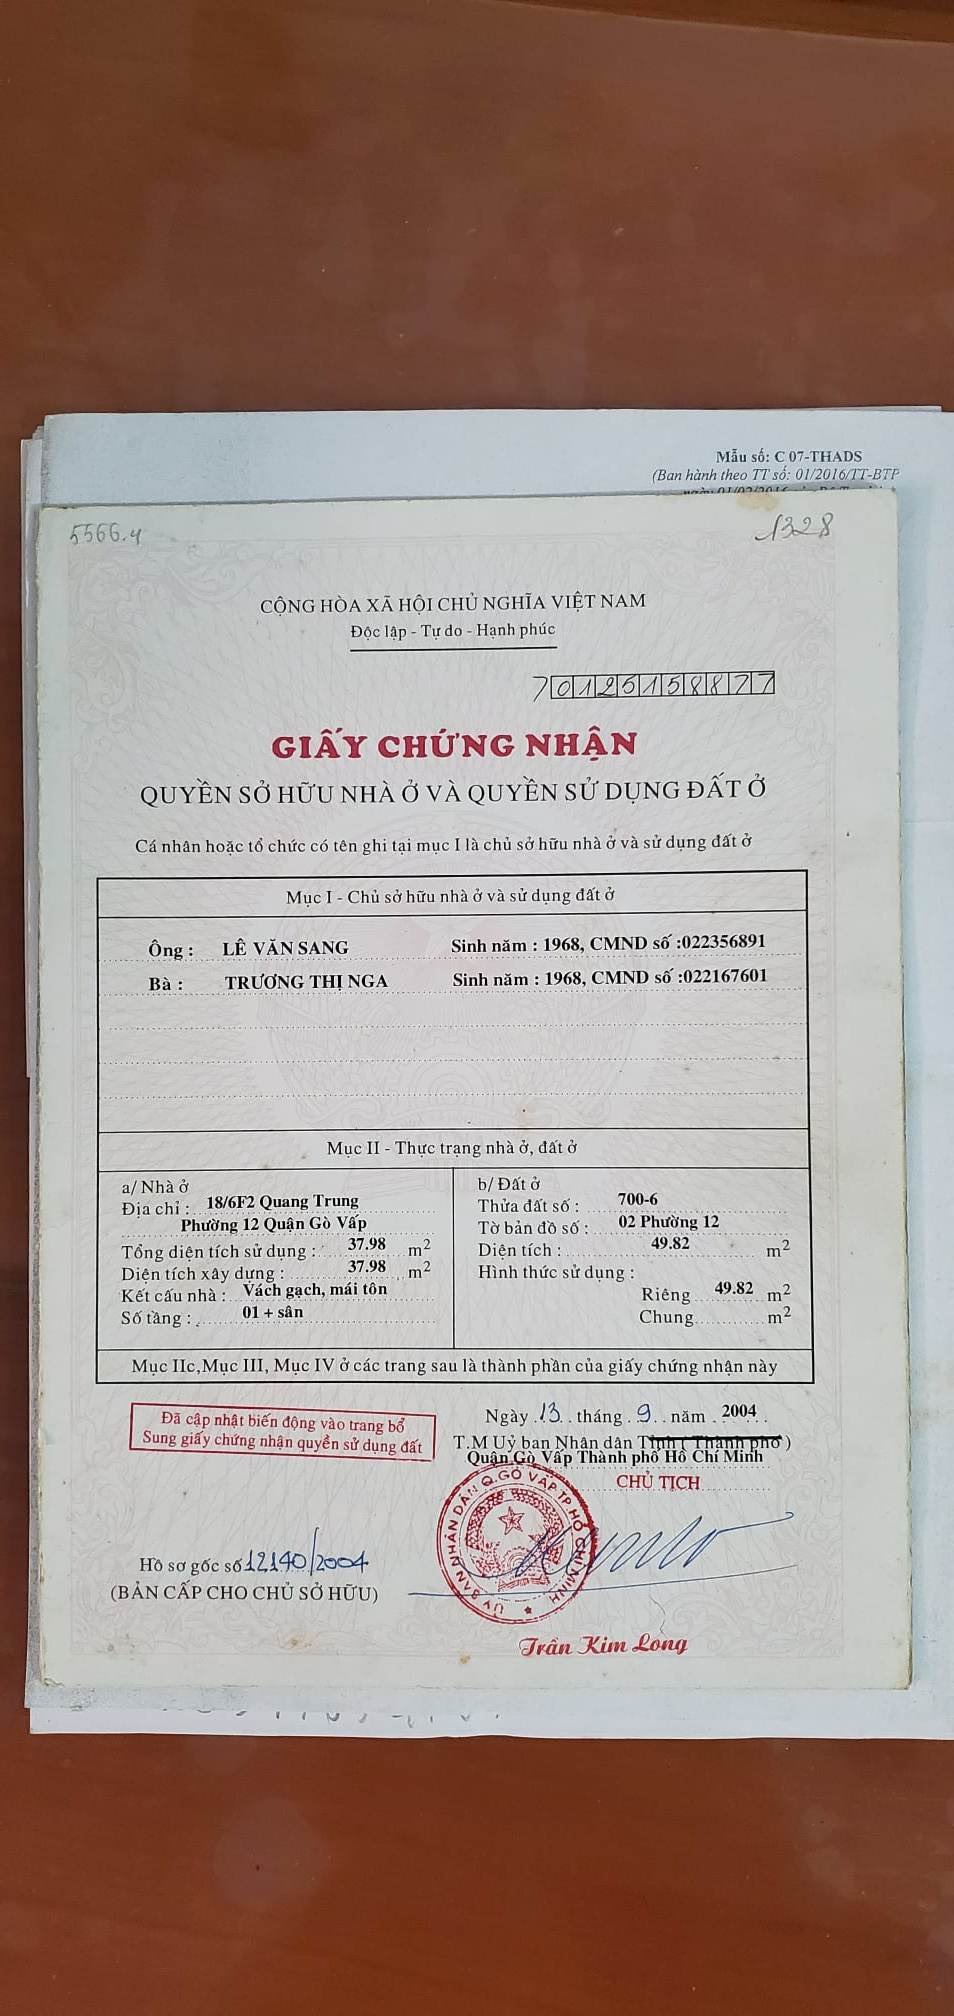 Mẫu số: C 07-THADS
(Ban hành theo TT số: 01/2016/TT-BTP
5566.4
1328
CỘNG HÒA XÃ HỘI CHỦ NGHĨA VIỆT NAM
Độc lập - Tự do - Hạnh phúc
70125158877
GIẤY CHỨNG NHẬN
QUYỀN SỞ HỮU NHÀ Ở VÀ QUYỀN SỬ DỤNG ĐẤT Ở
Cá nhân hoặc tổ chức có tên ghi tại mục I là chủ sở hữu nhà ở và sử dụng đất ở
Mục I - Chủ sở hữu nhà ở và sử dụng đất ở
Ông : LÊ VĂN SANG Sinh năm : 1968, CMND số :022356891
Bà : TRƯƠNG THỊ NGA Sinh năm : 1968, CMND số :022167601
Mục II - Thực trạng nhà ở, đất ở
a/ Nhà ở
Địa chỉ : 18/6F2 Quang Trung
Phường 12 Quận Gò Vấp
Tổng diện tích sử dụng : 37.98 m2
Diện tích xây dựng : 37.98 m2
Kết cấu nhà : Vách gạch, mái tôn
Số tầng : 01 + sân
b/ Đất ở
Thửa đất số : 700-6
Tờ bản đồ số : 02 Phường 12
Diện tích : 49.82 m2
Hình thức sử dụng :
Riêng 49.82 m2
Chung m2
Mục IIc,Mục III, Mục IV ở các trang sau là thành phần của giấy chứng nhận này
Đã cập nhật biến động vào trang bổ
Sung giấy chứng nhận quyền sử dụng đất
Ngày 13 tháng 9 năm 2004
T.M Uỷ ban Nhân dân Tỉnh ( Thành phố )
Quận Gò Vấp Thành phố Hồ Chí Minh
CHỦ TỊCH
ỦY BAN NHÂN DÂN Q.GÒ VẤP T.P HỒ CHÍ MINH
Hồ sơ gốc số 12140/2004
(BẢN CẤP CHO CHỦ SỞ HỮU)
Trần Kim Long